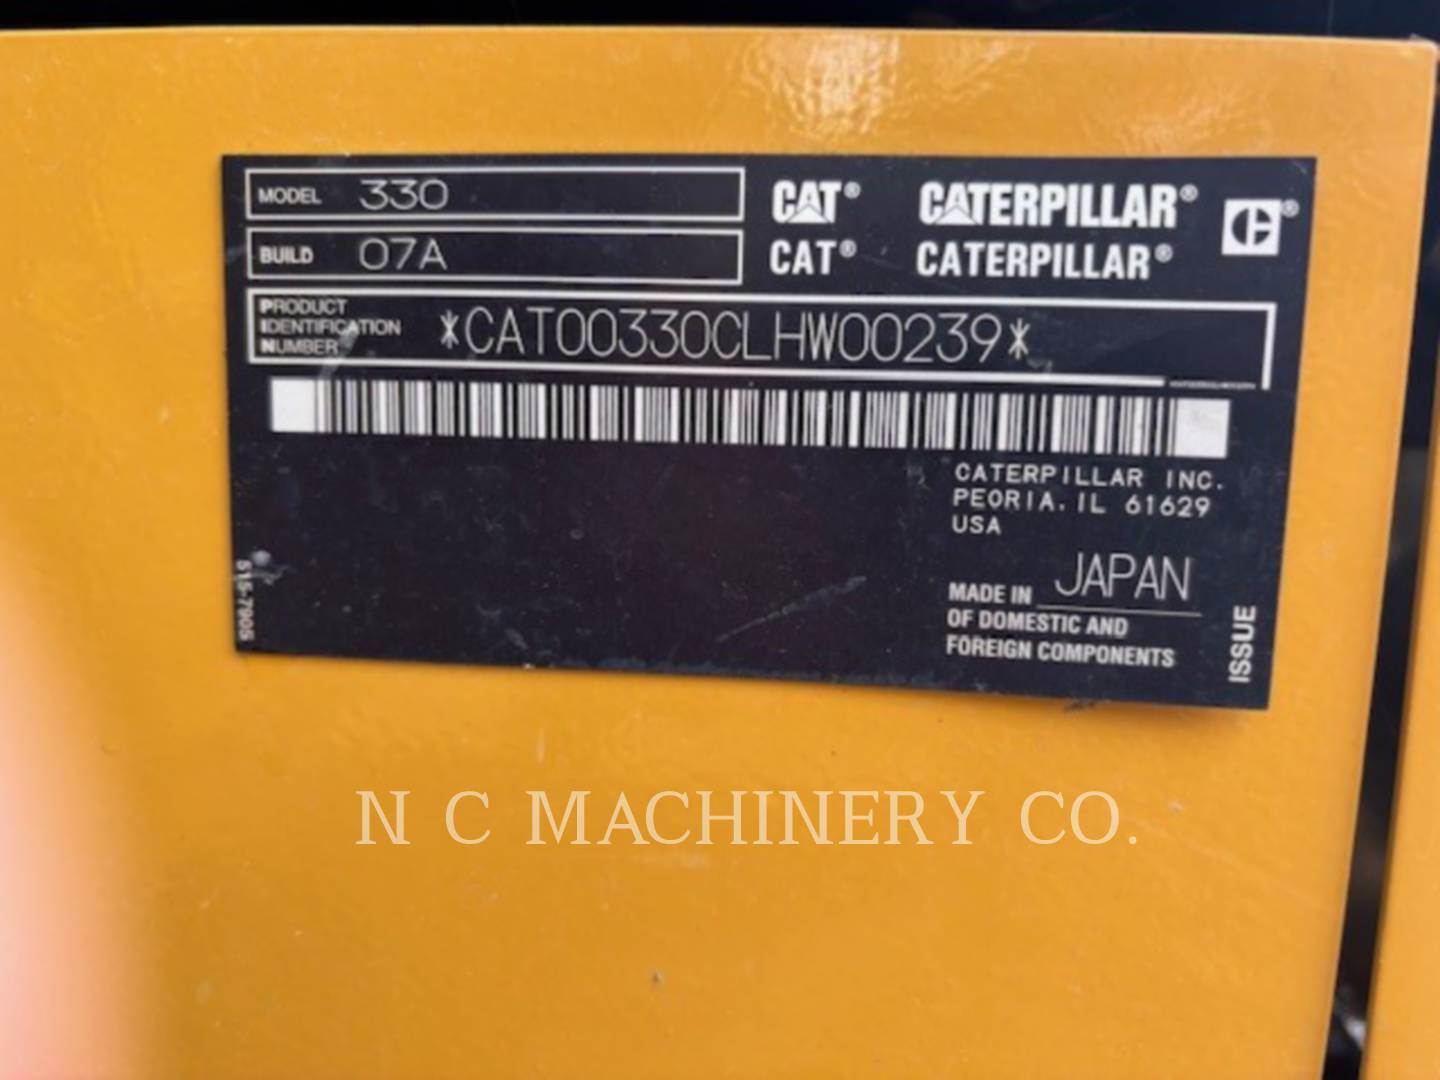 MODEL 330
BUILD 07A
CAT® CATERPILLAR®
CAT® CATERPILLAR®
PRODUCT
IDENTIFICATION
NUMBER
*CAT00330CLHW00239*
CATERPILLAR INC.
PEORIA, IL 61629
USA
MADE IN JAPAN
OF DOMESTIC AND
FOREIGN COMPONENTS
ISSUE
515-7905
N C MACHINERY CO.